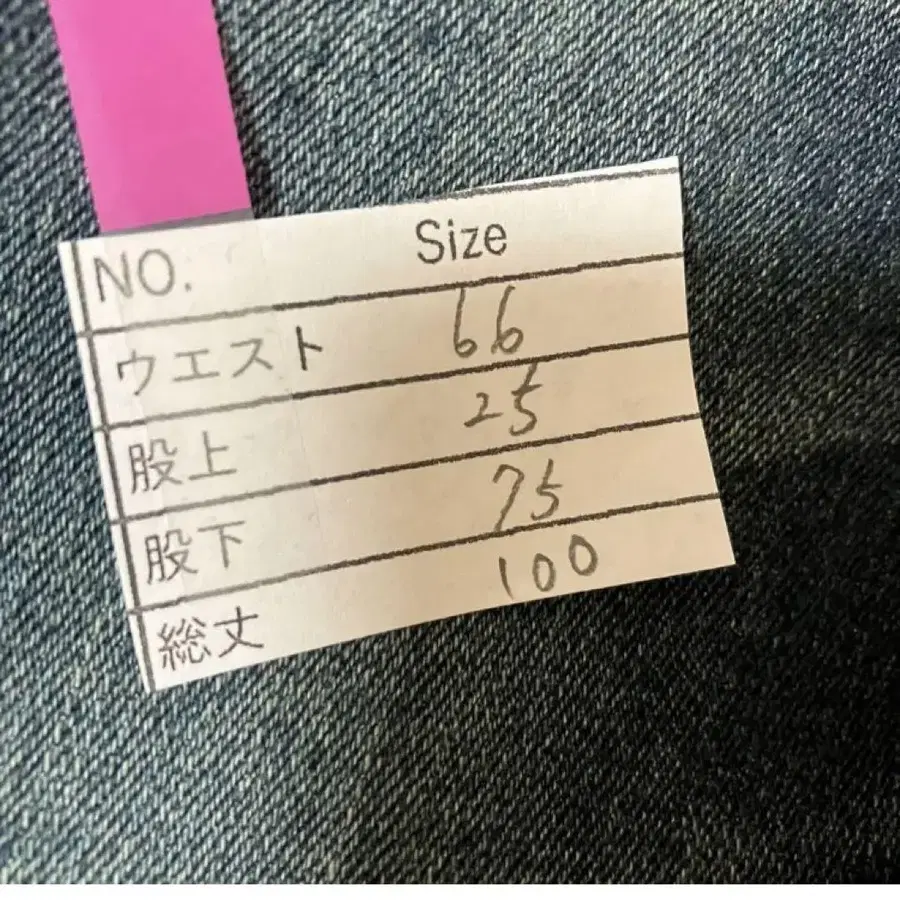 NO. Size
ウエスト 66
股上 25
股下 75
総丈 100